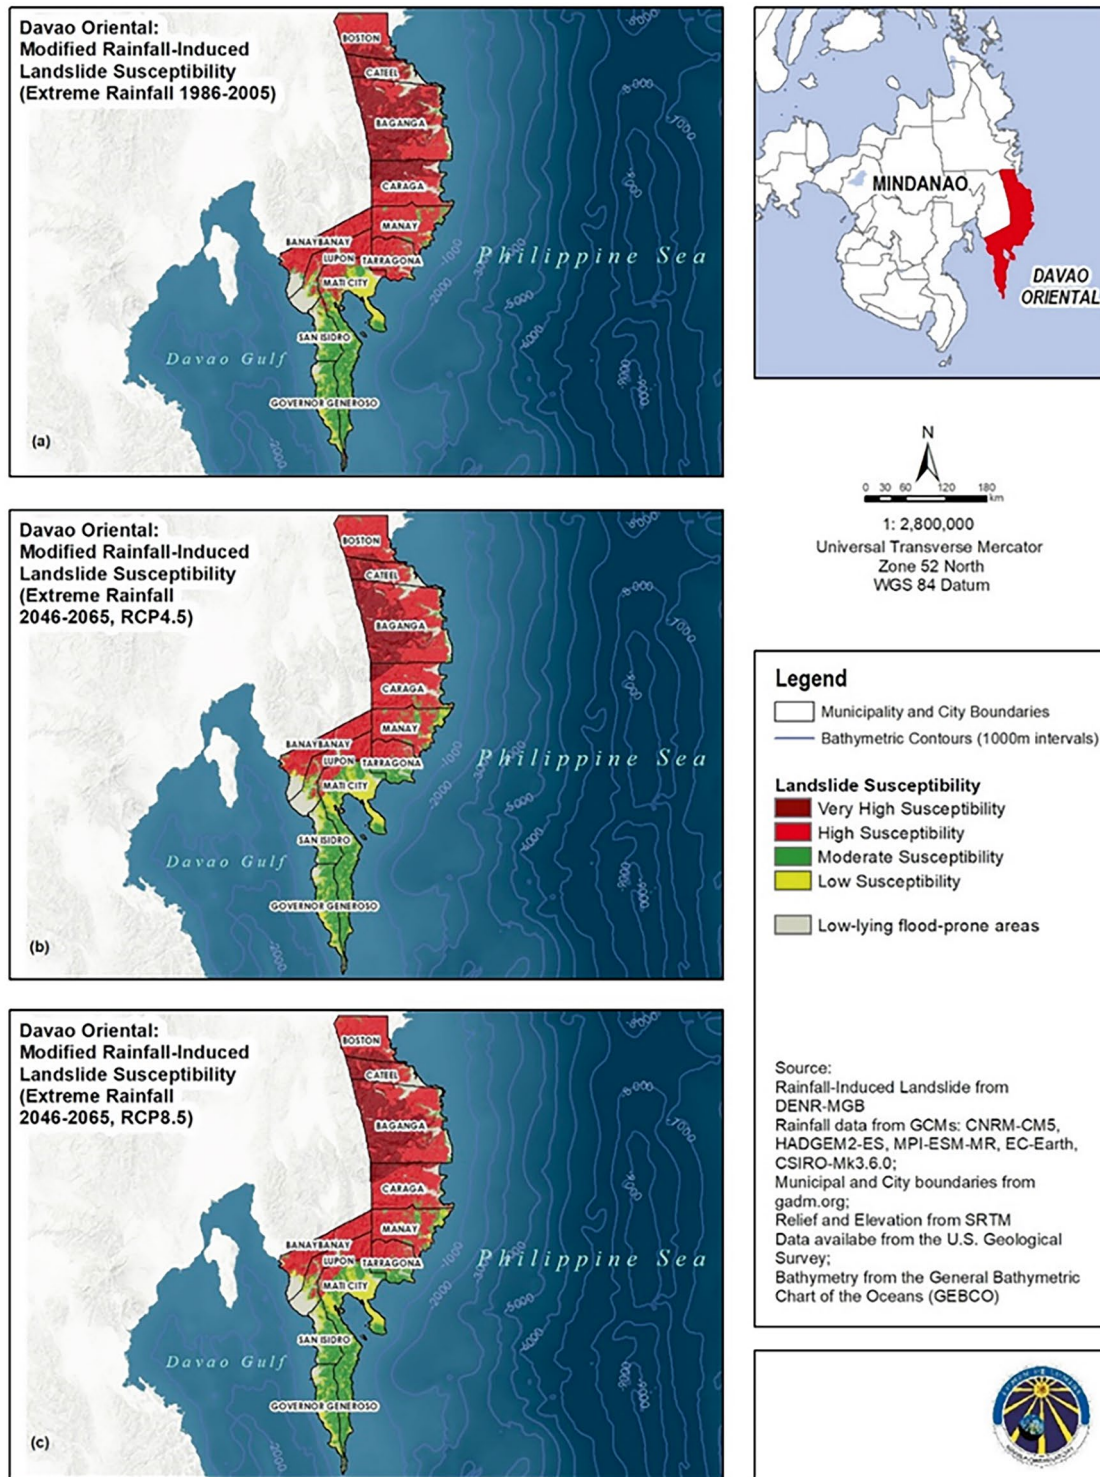 Davao Oriental:
Modified Rainfall-Induced
Landslide Susceptibility
(Extreme Rainfall 1986-2005)
BOSTON
CATEEL
BAGANGA
CARAGA
MANAY
BANAYBANAY
LUPON
TARRAGONA
MATI CITY
SAN ISIDRO
GOVERNOR GENEROSO
Philippine Sea
Davao Gulf
(a)
Davao Oriental:
Modified Rainfall-Induced
Landslide Susceptibility
(Extreme Rainfall
2046-2065, RCP4.5)
BOSTON
CATEEL
BAGANGA
CARAGA
MANAY
BANAYBANAY
LUPON
TARRAGONA
MATI CITY
SAN ISIDRO
GOVERNOR GENEROSO
Philippine Sea
Davao Gulf
(b)
Davao Oriental:
Modified Rainfall-Induced
Landslide Susceptibility
(Extreme Rainfall
2046-2065, RCP8.5)
BOSTON
CATEEL
BAGANGA
CARAGA
MANAY
BANAYBANAY
LUPON
TARRAGONA
MATI CITY
SAN ISIDRO
GOVERNOR GENEROSO
Philippine Sea
Davao Gulf
(c)
MINDANAO
DAVAO
ORIENTAL
N
0 30 60 120 180
km
1: 2,800,000
Universal Transverse Mercator
Zone 52 North
WGS 84 Datum
Legend
Municipality and City Boundaries
Bathymetric Contours (1000m intervals)
Landslide Susceptibility
Very High Susceptibility
High Susceptibility
Moderate Susceptibility
Low Susceptibility
Low-lying flood-prone areas
Source:
Rainfall-Induced Landslide from
DENR-MGB
Rainfall data from GCMs: CNRM-CM5,
HADGEM2-ES, MPI-ESM-MR, EC-Earth,
CSIRO-Mk3.6.0;
Municipal and City boundaries from
gadm.org;
Relief and Elevation from SRTM
Data availabe from the U.S. Geological
Survey;
Bathymetry from the General Bathymetric
Chart of the Oceans (GEBCO)